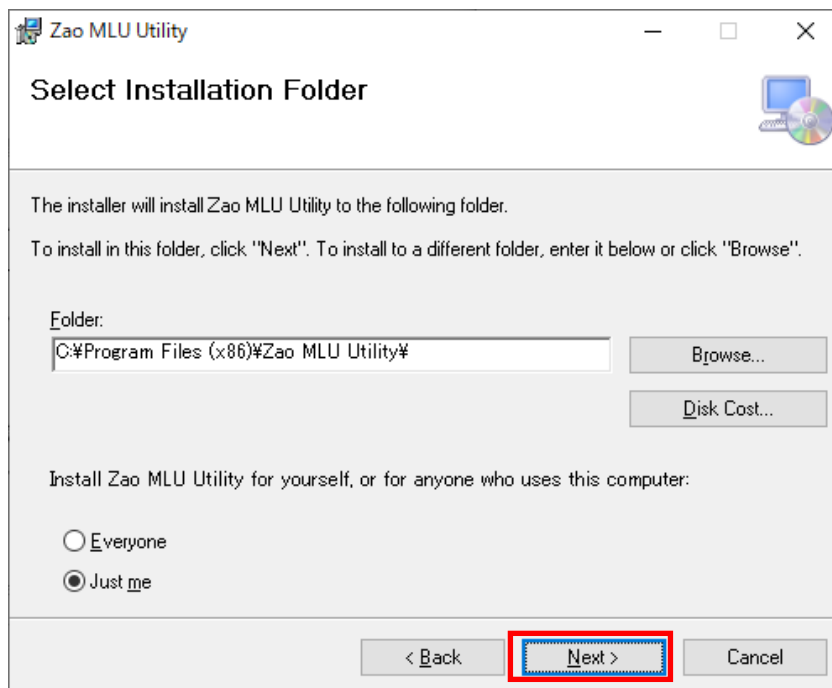 Zao MLU Utility
Select Installation Folder
The installer will install Zao MLU Utility to the following folder.
To install in this folder, click "Next". To install to a different folder, enter it below or click "Browse".
Folder:
C:¥Program Files (x86)¥Zao MLU Utility¥
Browse...
Disk Cost...
Install Zao MLU Utility for yourself, or for anyone who uses this computer:
Everyone
Just me
< Back
Next >
Cancel